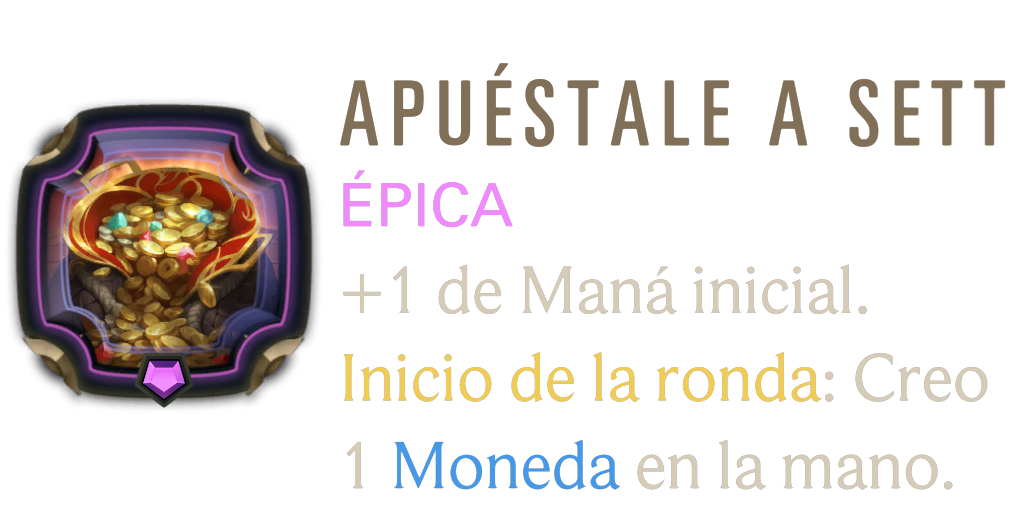 APUÉSTALE A SETT
ÉPICA
+1 de Maná inicial.
Inicio de la ronda: Creo
1 Moneda en la mano.